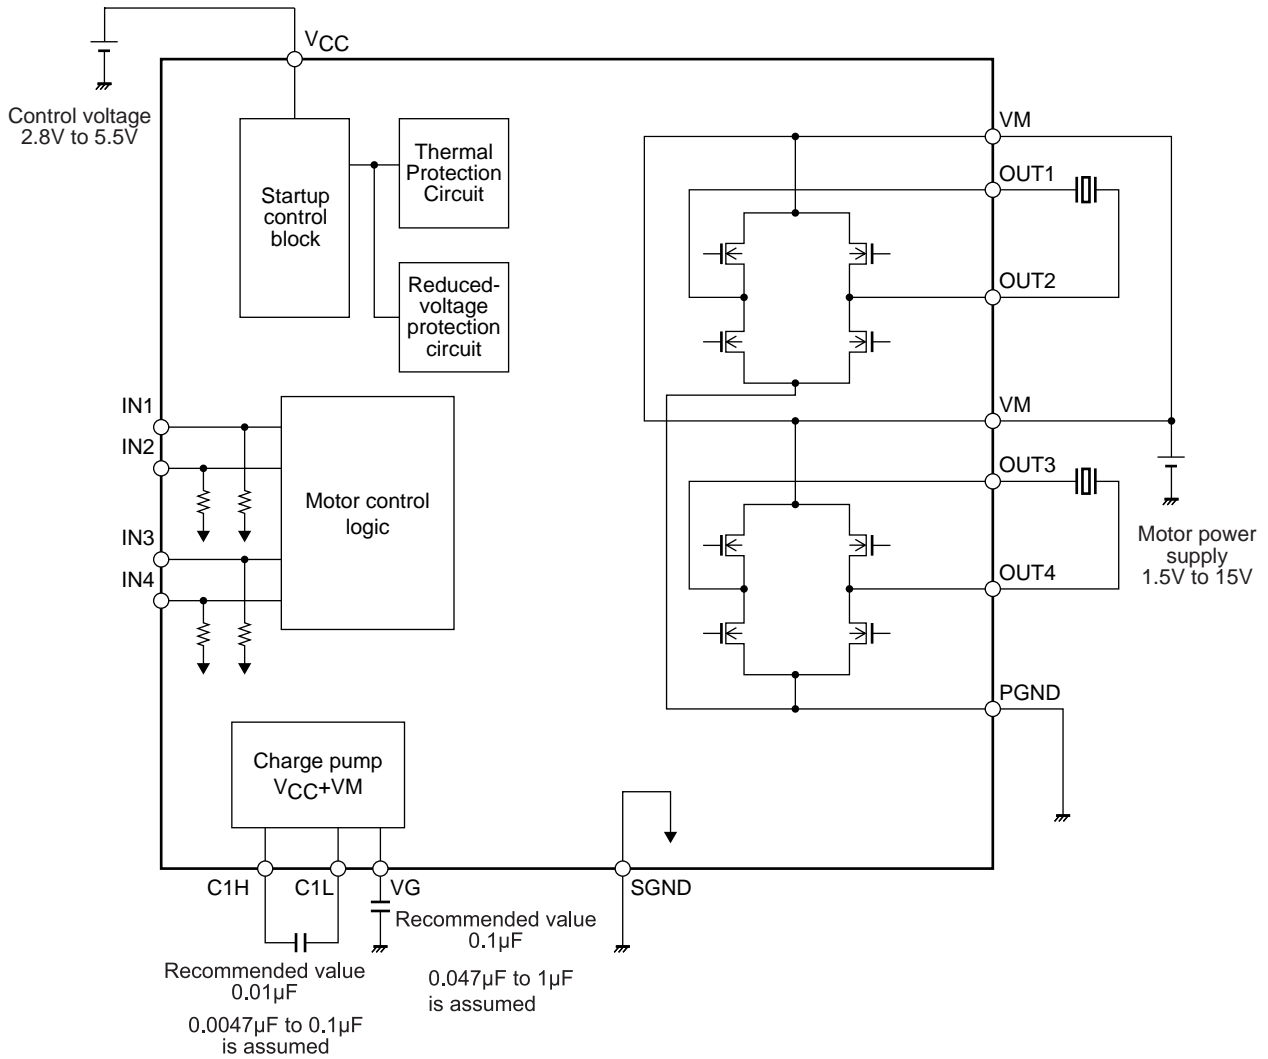 VCC
Control voltage
2.8V to 5.5V
Startup
control
block
Thermal
Protection
Circuit
Reduced-
voltage
protection
circuit
VM
OUT1
OUT2
VM
OUT3
OUT4
Motor power
supply
1.5V to 15V
PGND
IN1
IN2
IN3
IN4
Motor control
logic
Charge pump
VCC+VM
C1H
C1L
VG
SGND
Recommended value
0.1µF
0.047µF to 1µF
is assumed
Recommended value
0.01µF
0.0047µF to 0.1µF
is assumed